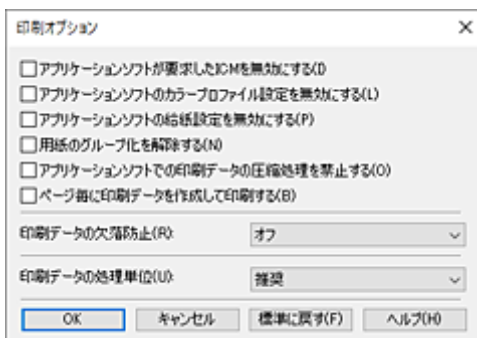 印刷オプション
アプリケーションソフトが要求したICMを無効にする(I
アプリケーションソフトのカラープロファイル設定を無効にする(L)
アプリケーションソフトの給紙設定を無効にする(P)
用紙のグループ化を解除する(N)
アプリケーションソフトでの印刷データの圧縮処理を禁止する(O)
ページ毎に印刷データを作成して印刷する(B)
印刷データの欠落防止(R): オフ
印刷データの処理単位(U): 推奨
OK キャンセル 標準に戻す(F) ヘルプ(H)